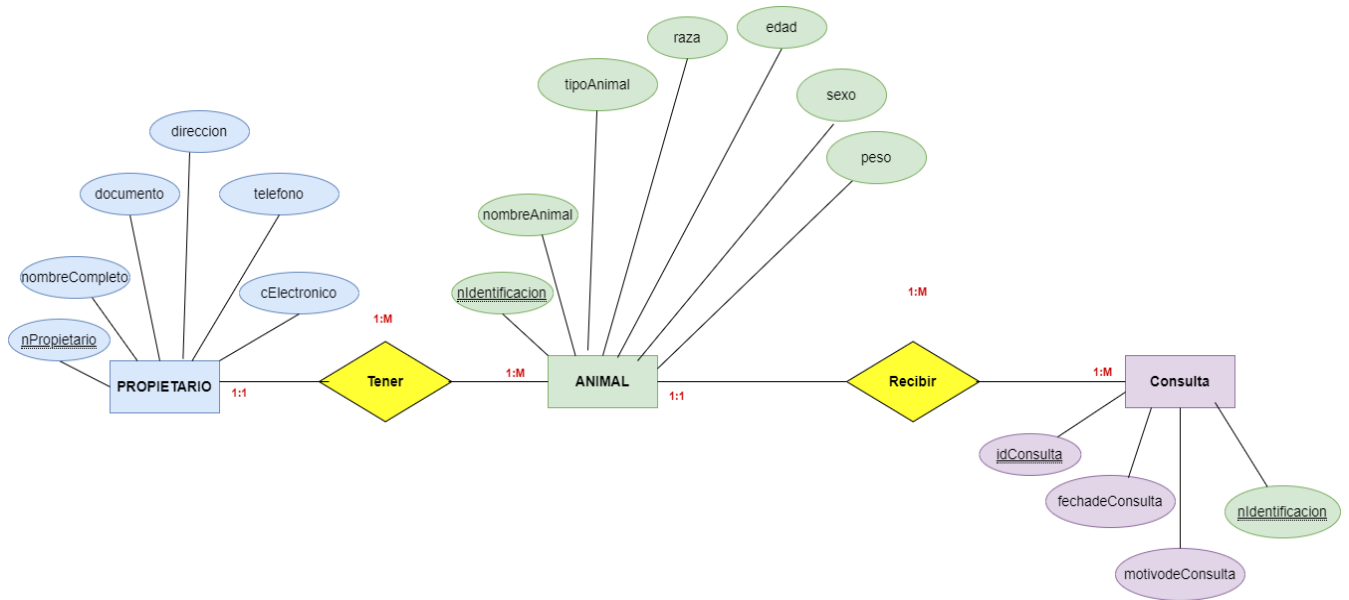 edad
raza
tipoAnimal
sexo
direccion
peso
documento
telefono
nombreAnimal
nombreCompleto
cElectronico
nIdentificacion
1:M
1:M
nPropietario
PROPIETARIO
1:1
Tener
1:M
ANIMAL
1:1
Recibir
1:M
Consulta
idConsulta
fechadeConsulta
nIdentificacion
motivodeConsulta